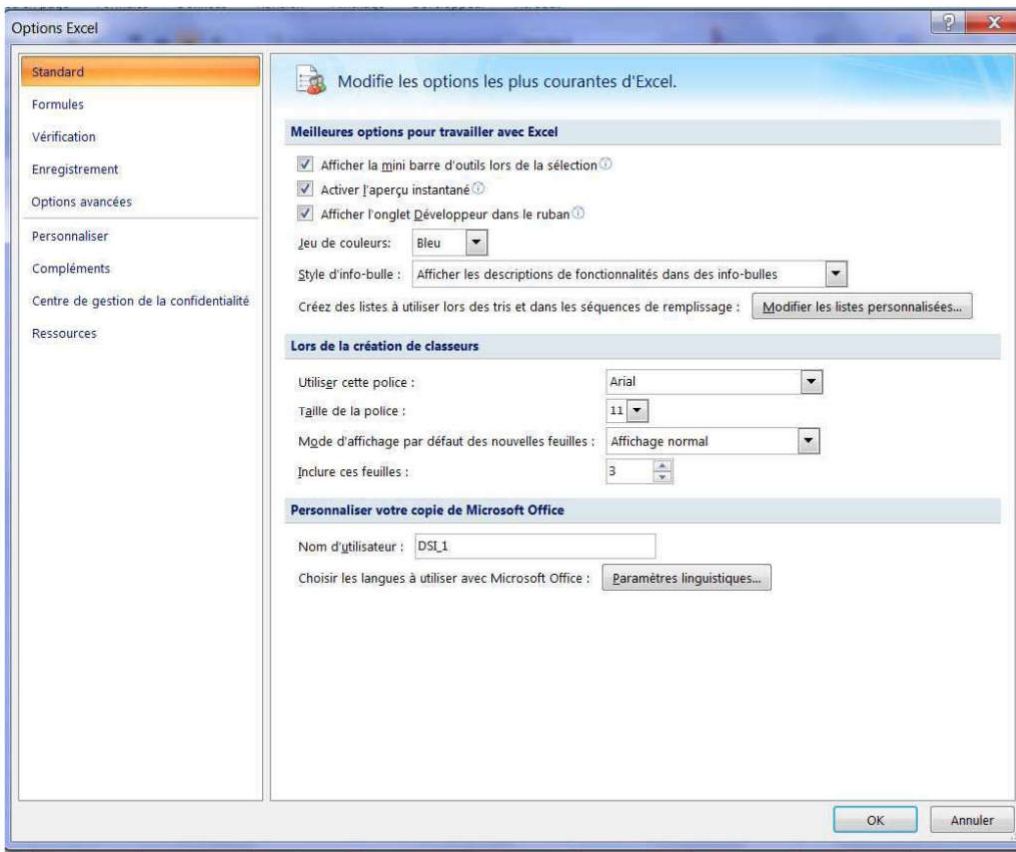 Options Excel
Standard
Formules
Vérification
Enregistrement
Options avancées
Personnaliser
Compléments
Centre de gestion de la confidentialité
Ressources
Modifie les options les plus courantes d'Excel.
Meilleures options pour travailler avec Excel
Afficher la mini barre d'outils lors de la sélection
Activer l'aperçu instantané
Afficher l'onglet Développeur dans le ruban
Jeu de couleurs: Bleu
Style d'info-bulle : Afficher les descriptions de fonctionnalités dans des info-bulles
Créez des listes à utiliser lors des tris et dans les séquences de remplissage : Modifier les listes personnalisées...
Lors de la création de classeurs
Utiliser cette police : Arial
Taille de la police : 11
Mode d'affichage par défaut des nouvelles feuilles : Affichage normal
Inclure ces feuilles : 3
Personnaliser votre copie de Microsoft Office
Nom d'utilisateur : DSI_1
Choisir les langues à utiliser avec Microsoft Office : Paramètres linguistiques...
OK Annuler